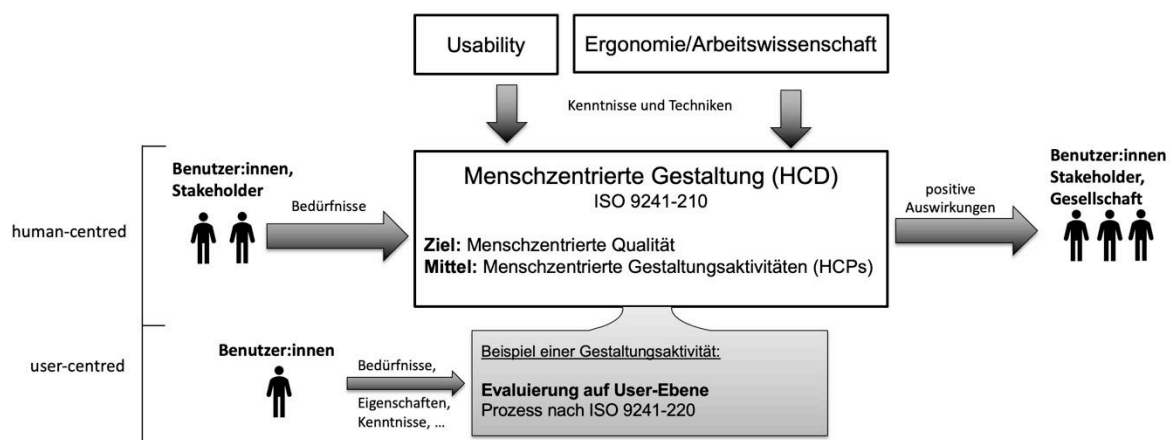 Usability
Ergonomie/Arbeitswissenschaft
Kenntnisse und Techniken
Benutzer:innen,
Stakeholder
Bedürfnisse
Menschzentrierte Gestaltung (HCD)
ISO 9241-210
Ziel: Menschzentrierte Qualität
Mittel: Menschzentrierte Gestaltungsaktivitäten (HCPs)
positive
Auswirkungen
Benutzer:innen
Stakeholder,
Gesellschaft
human-centred
user-centred
Benutzer:innen
Bedürfnisse,
Eigenschaften,
Kenntnisse, ...
Beispiel einer Gestaltungsaktivität:
Evaluierung auf User-Ebene
Prozess nach ISO 9241-220